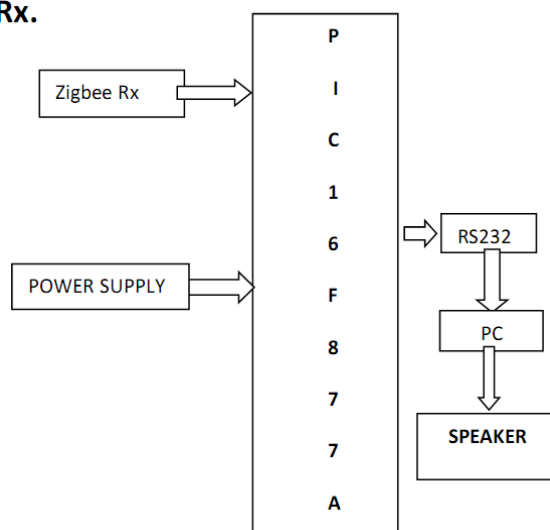 Rx.
Zigbee Rx
POWER SUPPLY
P
I
C
1
6
F
8
7
7
A
RS232
PC
SPEAKER